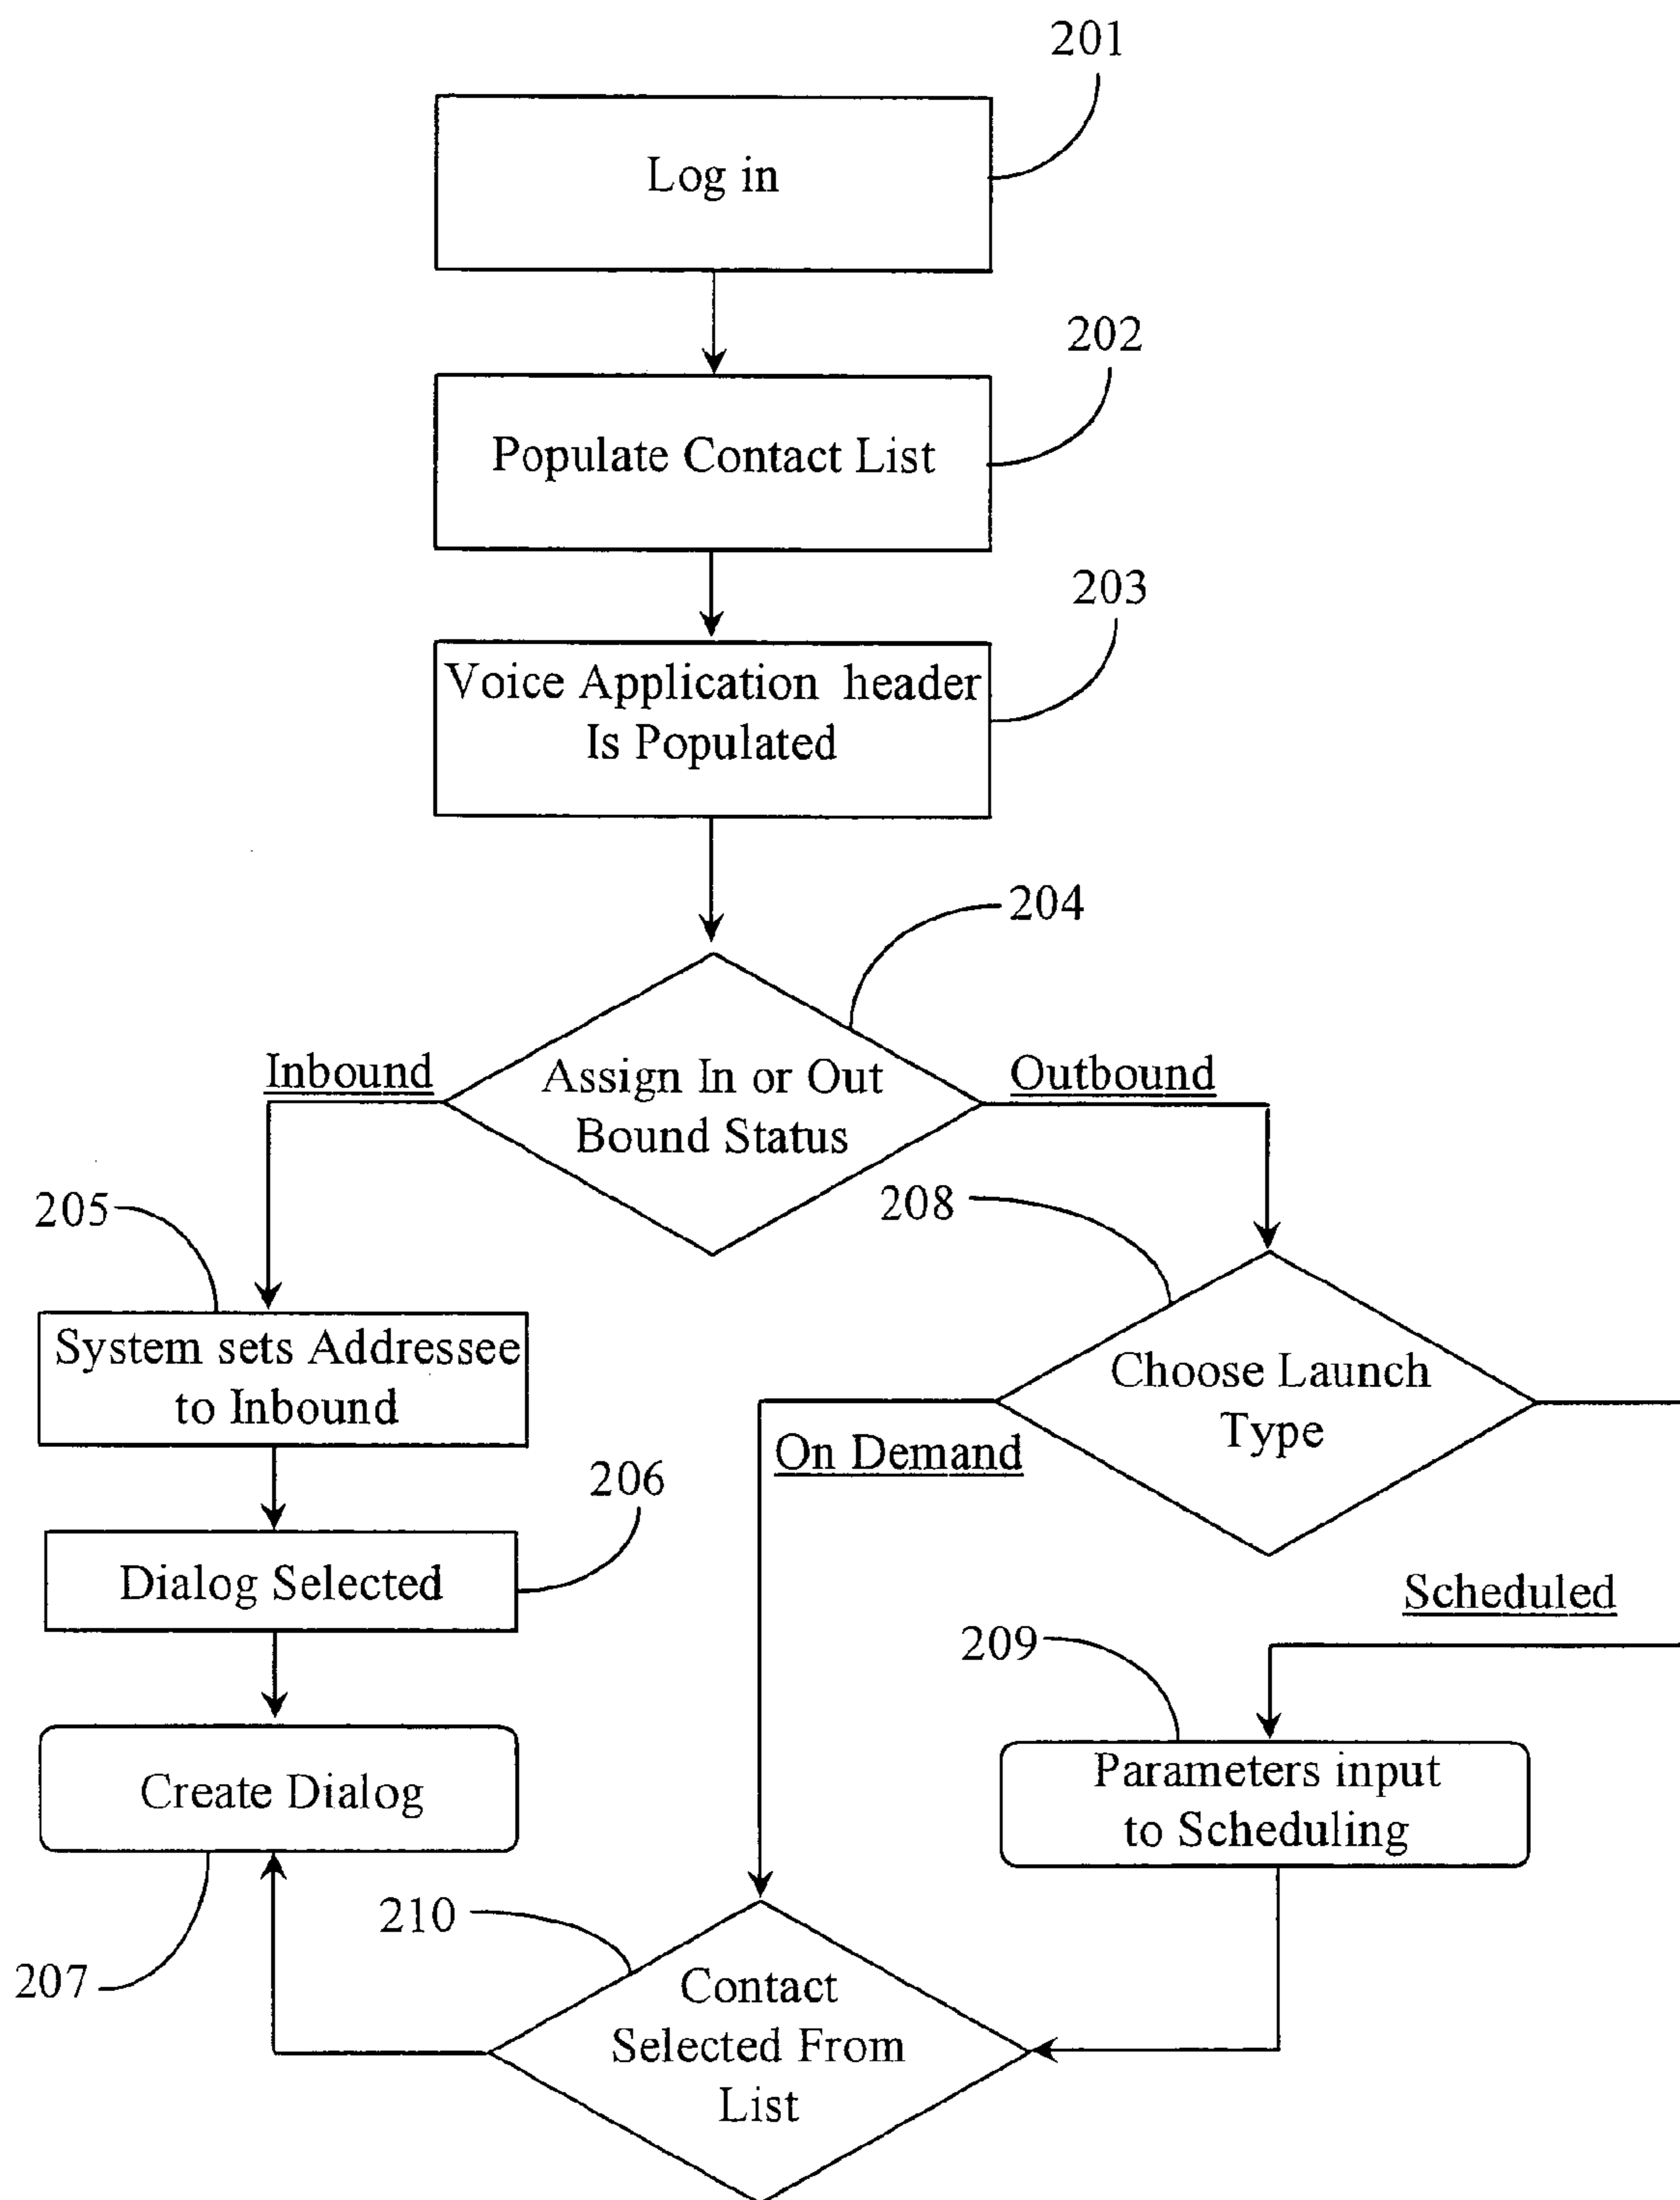 201
Log in
202
Populate Contact List
203
Voice Application header
Is Populated
204
Inbound
Assign In or Out
Bound Status
Outbound
205
208
System sets Addressee
to Inbound
Choose Launch
Type
On Demand
206
Dialog Selected
Scheduled
209
Create Dialog
Parameters input
to Scheduling
210
207
Contact
Selected From
List